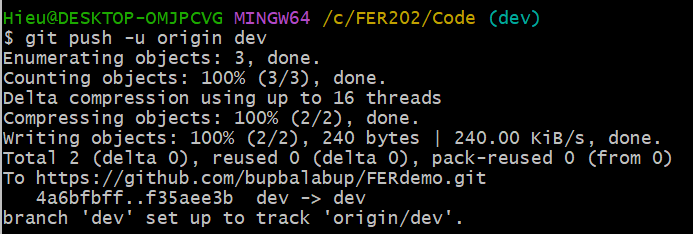 Hieu@DESKTOP-OMJPCVG MINGW64 /c/FER202/Code (dev)
$ git push -u origin dev
Enumerating objects: 3, done.
Counting objects: 100% (3/3), done.
Delta compression using up to 16 threads
Compressing objects: 100% (2/2), done.
Writing objects: 100% (2/2), 240 bytes | 240.00 KiB/s, done.
Total 2 (delta 0), reused 0 (delta 0), pack-reused 0 (from 0)
To https://github.com/bupbalabup/FERdemo.git
   4a6bfbff..f35aee3b  dev -> dev
branch 'dev' set up to track 'origin/dev'.